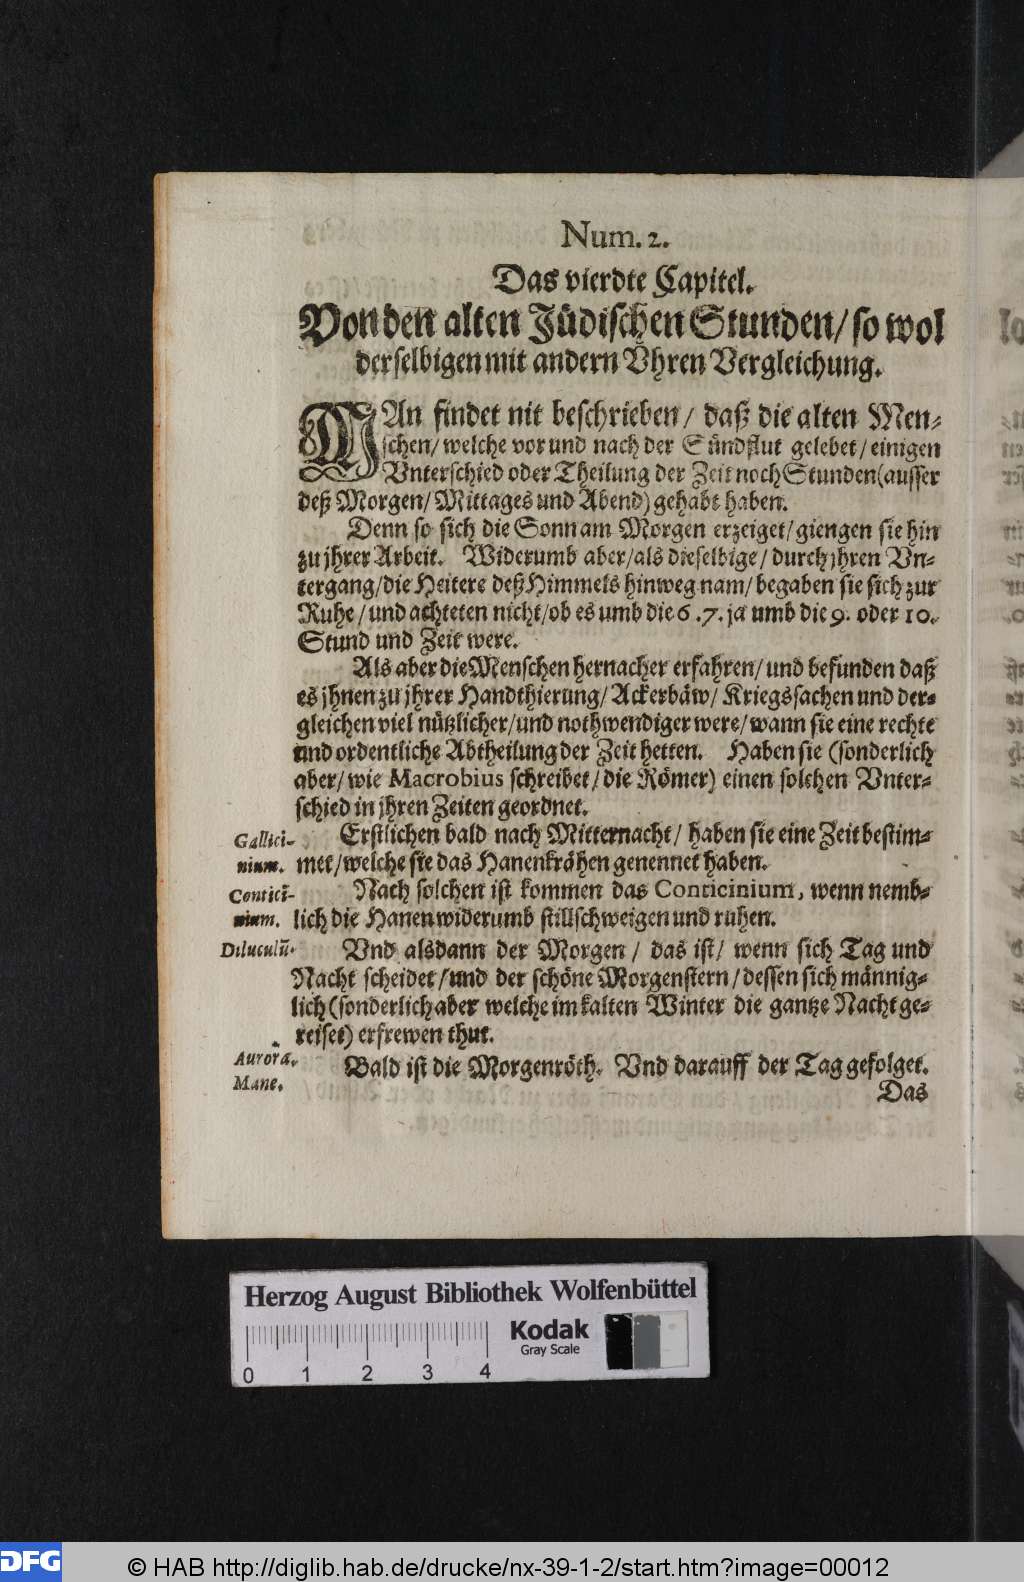 Num. 2.
Das vierdte Capitel.
Von den alten Jüdischen Stunden/ so wol
derselbigen mit andern Vhren Vergleichung.
MAn findet nit beschrieben/ daß die alten Men-
schen/ welche vor und nach der Sündflut gelebet/ einigen
Vnterschied oder Theilung der Zeit noch Stunden (ausser
deß Morgen/ Mittages und Abend) gehabt haben.
Denn so sich die Sonn am Morgen erzeiget/ giengen sie hin
zu jhrer Arbeit. Widerumb aber/ als dieselbige/ durch jhren Vn-
tergang/ die Heitere deß Himmels hinweg nam/ begaben sie sich zur
Ruhe/ und achteten nicht/ ob es umb die 6. 7. ja umb die 9. oder 10.
Stund und Zeit were.
Als aber die Menschen hernacher erfahren/ und befunden daß
es jhnen zu jhrer Handthierung/ Ackerbäw/ Kriegssachen und der-
gleichen viel nützlicher/ und nothwendiger were/ wann sie eine rechte
und ordentliche Abtheilung der Zeit hetten. Haben sie (sonderlich
aber/ wie Macrobius schreibet/ die Römer) einen solchen Vnter-
schied in jhren Zeiten geordnet.
Gallici-
nium.
Erstlichen bald nach Mitternacht/ haben sie eine Zeit bestim-
met/ welche sie das Hanenkrähen genennet haben.
Conticī-
nium.
Nach solchen ist kommen das Conticinium, wenn nemb-
lich die Hanen widerumb stillschweigen und ruhen.
Diluculū.
Vnd alsdann der Morgen/ das ist/ wenn sich Tag und
Nacht scheidet/ und der schöne Morgenstern/ dessen sich männig-
lich (sonderlich aber welche im kalten Winter die gantze Nacht ge-
reiset) erfrewen thut.
Aurora.
Mane.
Bald ist die Morgenröth. Vnd darauff der Tag gefolget.
Das
Herzog August Bibliothek Wolfenbüttel
0 1 2 3 4
Kodak
Gray Scale
DFG
© HAB http://diglib.hab.de/drucke/nx-39-1-2/start.htm?image=00012